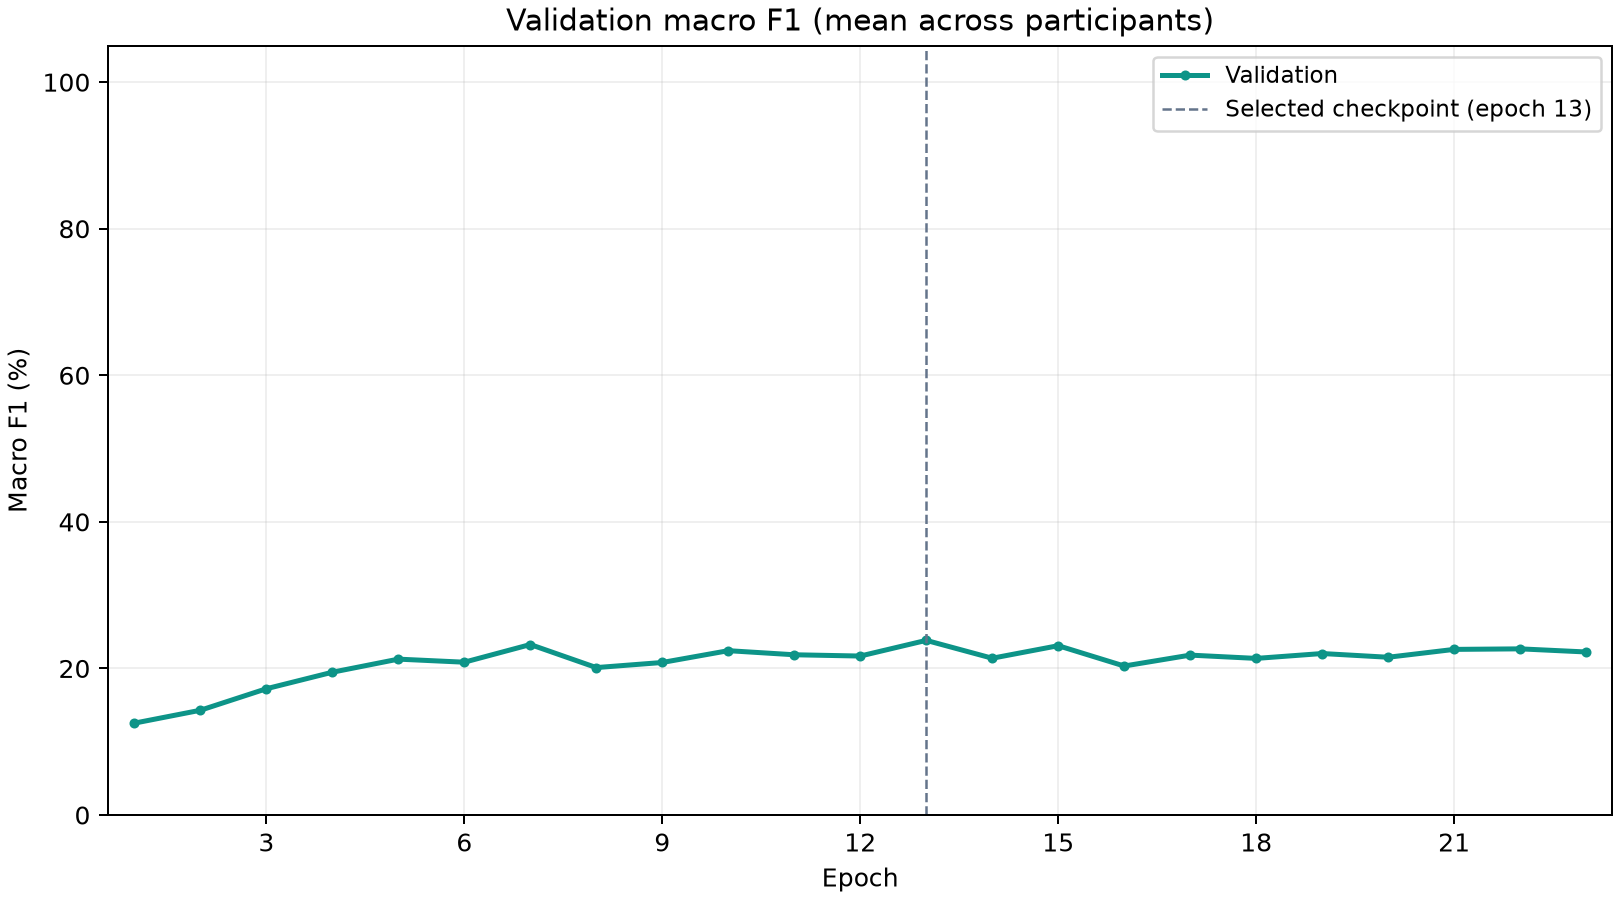 Validation macro F1 (mean across participants)
Validation
Selected checkpoint (epoch 13)
Macro F1 (%)
100
80
60
40
20
0
3 6 9 12 15 18 21
Epoch